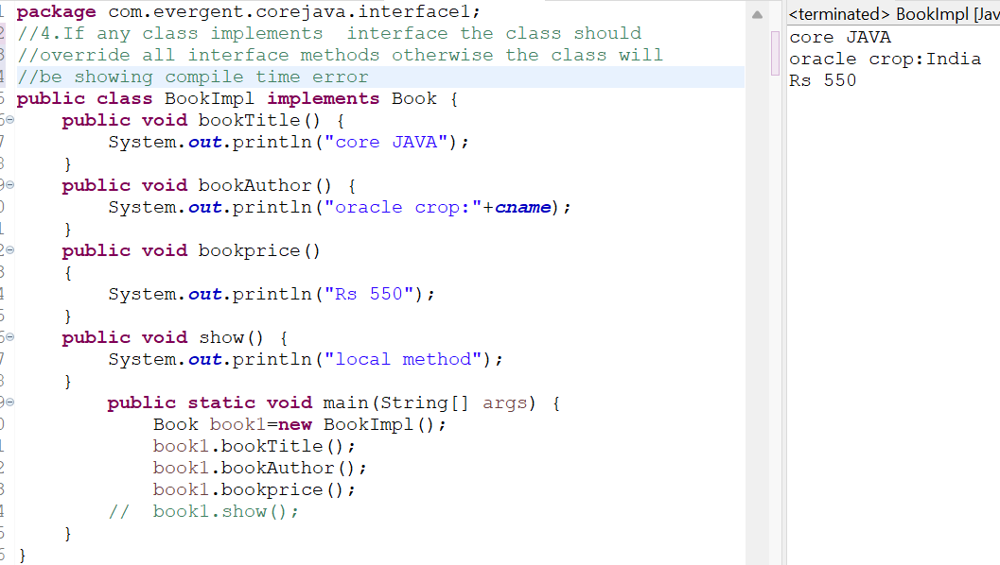 package com.evergent.corejava.interface1;
//4.If any class implements  interface the class should
//override all interface methods otherwise the class will
//be showing compile time error
public class BookImpl implements Book {
    public void bookTitle() {
        System.out.println("core JAVA");
    }
    public void bookAuthor() {
        System.out.println("oracle crop:"+cname);
    }
    public void bookprice()
    {
        System.out.println("Rs 550");
    }
    public void show() {
        System.out.println("local method");
    }
        public static void main(String[] args) {
            Book book1=new BookImpl();
            book1.bookTitle();
            book1.bookAuthor();
            book1.bookprice();
        //  book1.show();
    }
}
<terminated> BookImpl [Jav
core JAVA
oracle crop:India
Rs 550